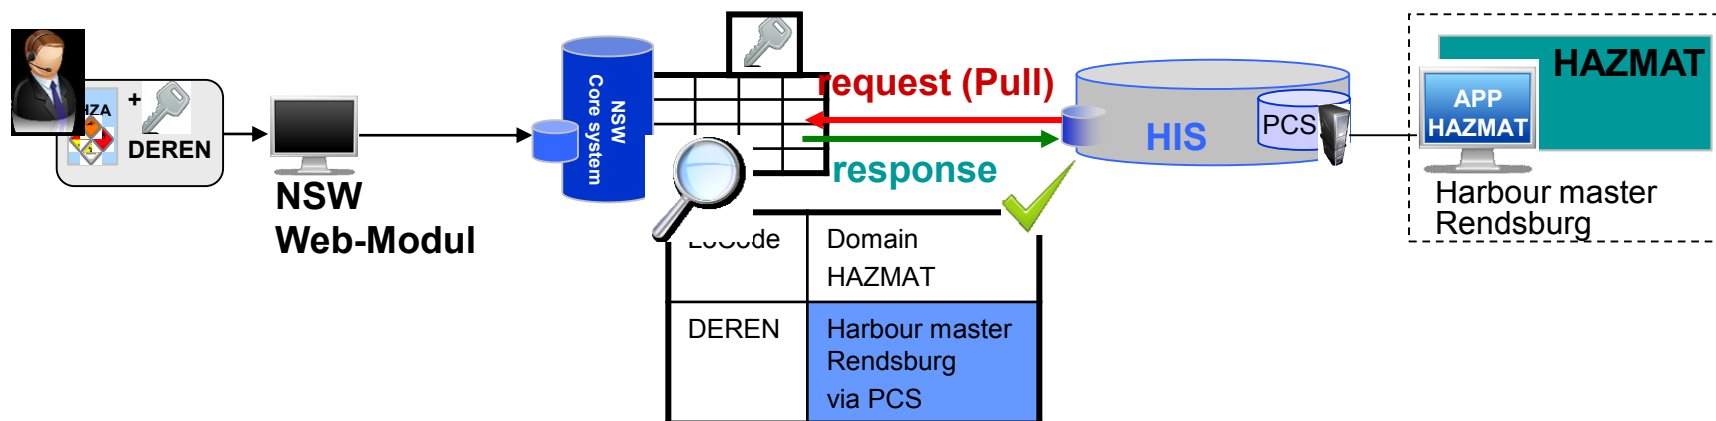 HZA
+
DEREN
NSW
Web-Modul
NSW
Core system
request (Pull)
response
HIS
PCS
HAZMAT
APP
HAZMAT
Harbour master
Rendsburg
Domain
HAZMAT
DEREN
Harbour master
Rendsburg
via PCS